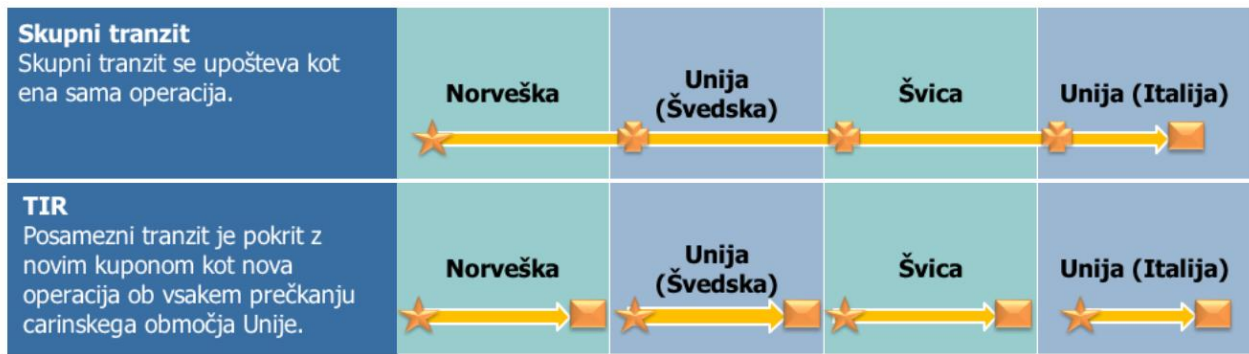 Skupni tranzit
Skupni tranzit se upošteva kot
ena sama operacija.
Norveška
Unija
(Švedska)
Švica
Unija (Italija)
TIR
Posamezni tranzit je pokrit z
novim kuponom kot nova
operacija ob vsakem prečkanju
carinskega območja Unije.
Norveška
Unija
(Švedska)
Švica
Unija (Italija)